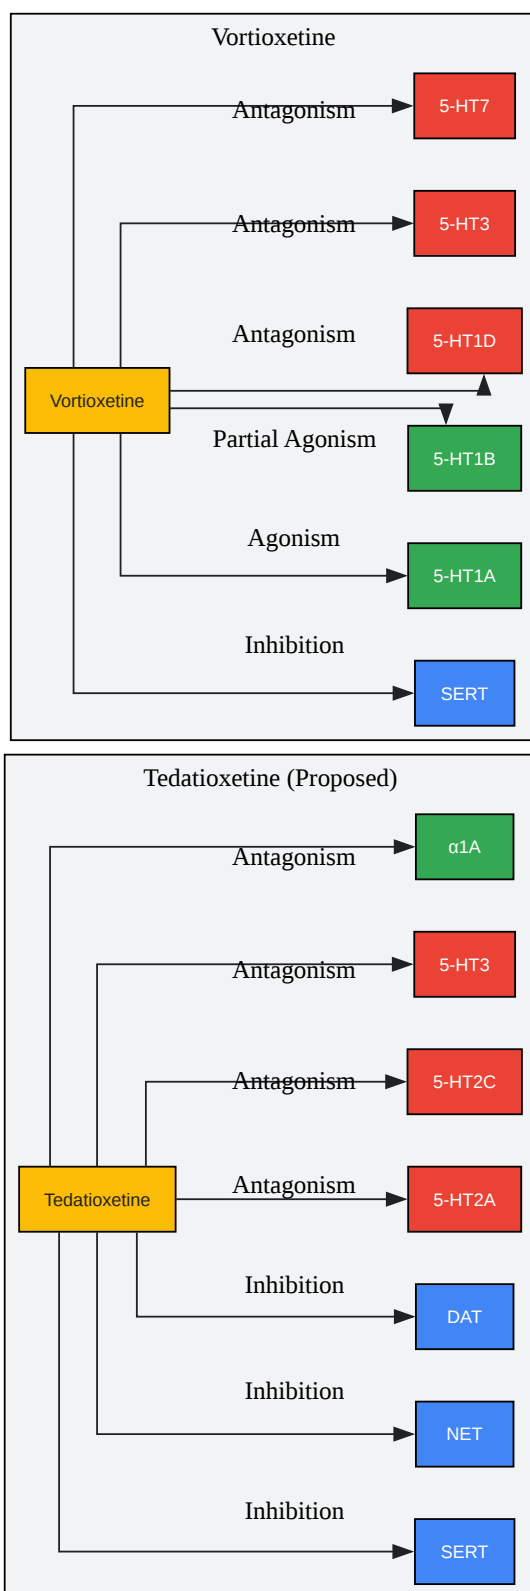 Vortioxetine
Antagonism
5-HT7
Antagonism
5-HT3
Antagonism
5-HT1D
Vortioxetine
Partial Agonism
5-HT1B
Agonism
5-HT1A
Inhibition
SERT
Tedatioxetine (Proposed)
Antagonism
α1A
Antagonism
5-HT3
Antagonism
5-HT2C
Tedatioxetine
Antagonism
5-HT2A
Inhibition
DAT
Inhibition
NET
Inhibition
SERT